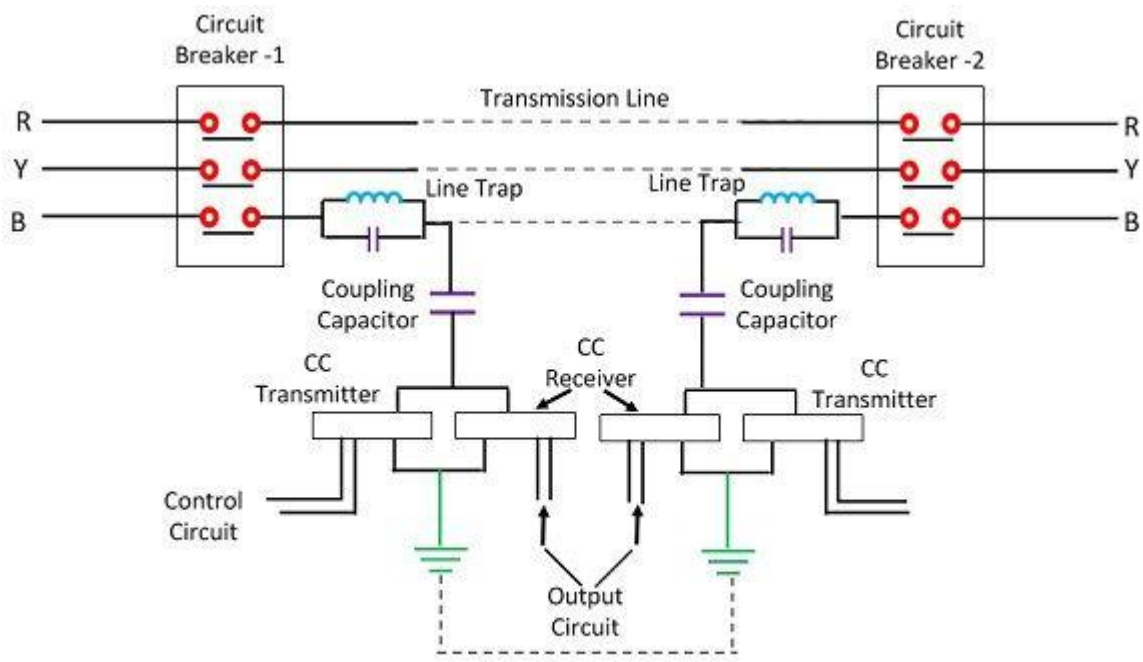 Circuit
Breaker -1
Circuit
Breaker -2
Transmission Line
R
R
Y
Y
Line Trap
Line Trap
B
B
Coupling
Capacitor
Coupling
Capacitor
CC
Transmitter
CC
Receiver
CC
Transmitter
Control
Circuit
Output
Circuit